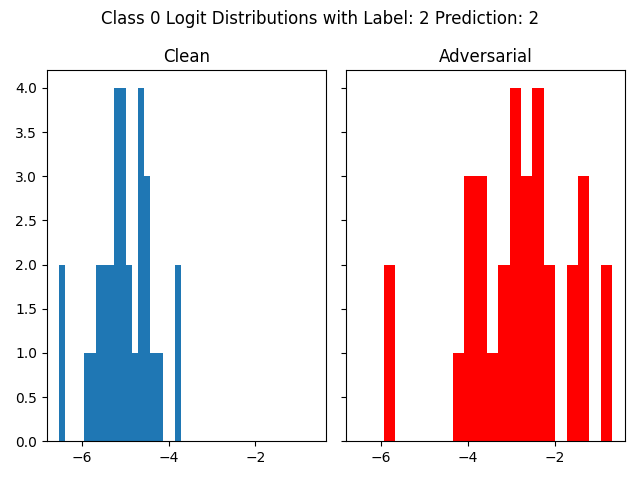 Class 0 Logit Distributions with Label: 2 Prediction: 2
Clean
Adversarial
4.0
3.5
3.0
2.5
2.0
1.5
1.0
0.5
0.0
−6 −4 −2
−6 −4 −2